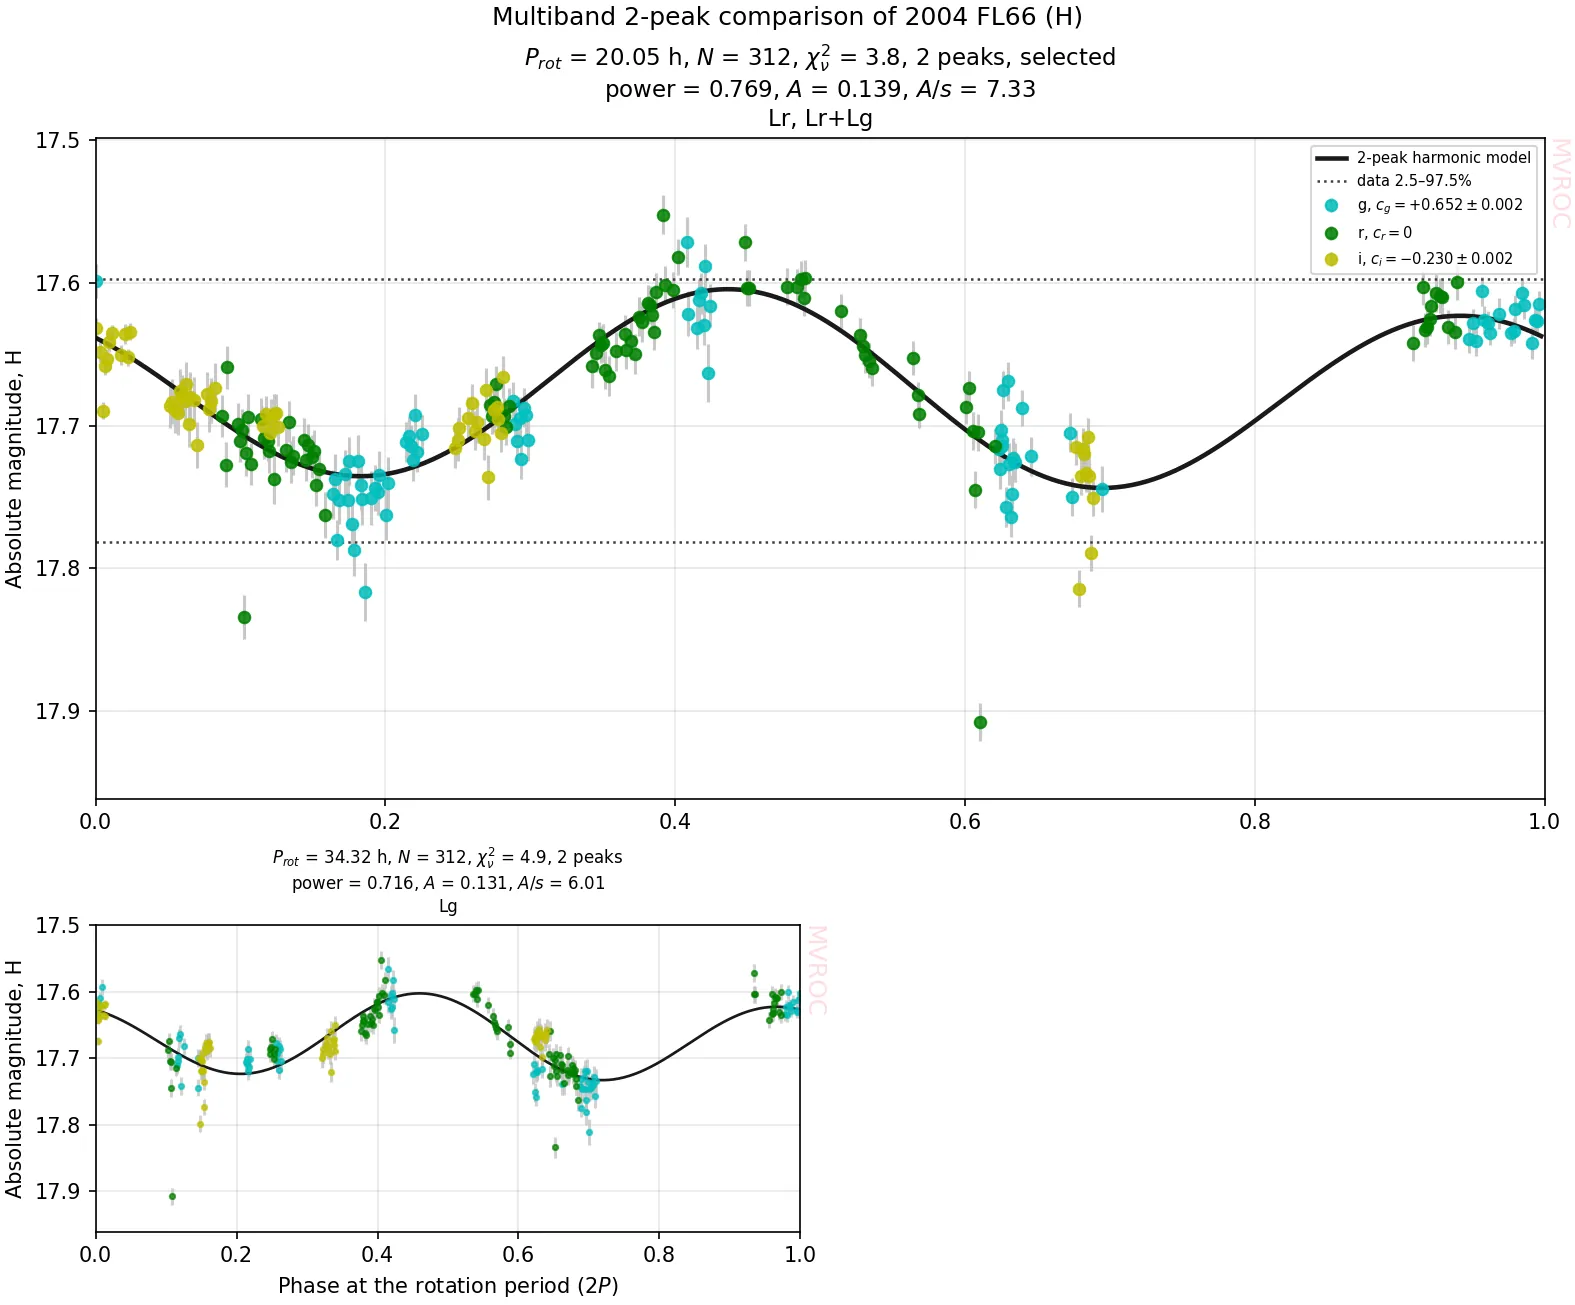 Multiband 2-peak comparison of 2004 FL66 (H)
P_rot = 20.05 h, N = 312, χ²_ν = 3.8, 2 peaks, selected
power = 0.769, A = 0.139, A/s = 7.33
Lr, Lr+Lg
17.5
17.6
17.7
17.8
17.9
Absolute magnitude, H
2-peak harmonic model
data 2.5–97.5%
g, c_g = +0.652 ± 0.002
r, c_r = 0
i, c_i = −0.230 ± 0.002
MVROC
0.0 0.2 0.4 0.6 0.8 1.0
P_rot = 34.32 h, N = 312, χ²_ν = 4.9, 2 peaks
power = 0.716, A = 0.131, A/s = 6.01
Lg
17.5
17.6
17.7
17.8
17.9
Absolute magnitude, H
MVROC
0.0 0.2 0.4 0.6 0.8 1.0
Phase at the rotation period (2P)